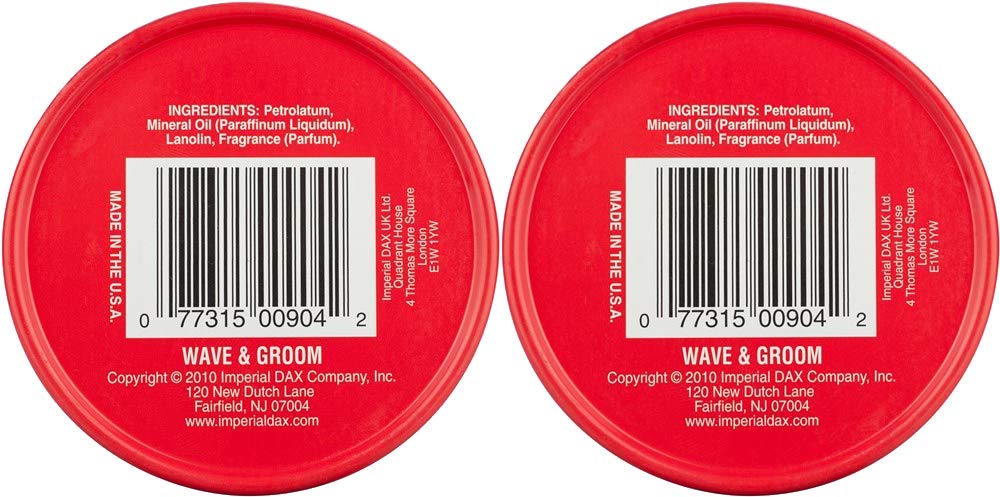 INGREDIENTS: Petrolatum,
Mineral Oil (Paraffinum Liquidum),
Lanolin, Fragrance (Parfum).
MADE IN THE U.S.A.
0 77315 00904 2
Imperial DAX UK Ltd.
Quadrant House
4 Thomas More Square
London
E1W 1YW
WAVE & GROOM
Copyright © 2010 Imperial DAX Company, Inc.
120 New Dutch Lane
Fairfield, NJ 07004
www.imperialdax.com
INGREDIENTS: Petrolatum,
Mineral Oil (Paraffinum Liquidum),
Lanolin, Fragrance (Parfum).
MADE IN THE U.S.A.
0 77315 00904 2
Imperial DAX UK Ltd.
Quadrant House
4 Thomas More Square
London
E1W 1YW
WAVE & GROOM
Copyright © 2010 Imperial DAX Company, Inc.
120 New Dutch Lane
Fairfield, NJ 07004
www.imperialdax.com